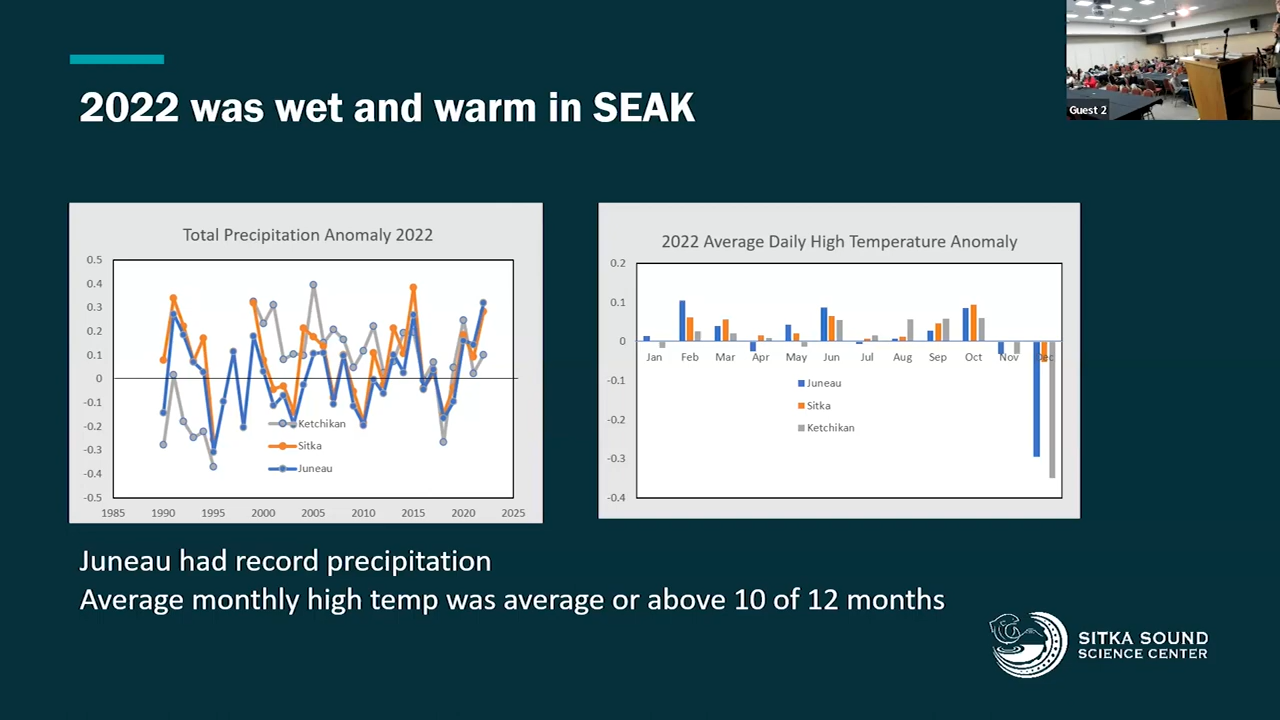 Guest 2
2022 was wet and warm in SEAK
Total Precipitation Anomaly 2022
0.5
0.4
0.3
0.2
0.1
0
-0.1
-0.2
-0.3
-0.4
-0.5
1985 1990 1995 2000 2005 2010 2015 2020 2025
Ketchikan
Sitka
Juneau
2022 Average Daily High Temperature Anomaly
0.2
0.1
0
-0.1
-0.2
-0.3
-0.4
Jan Feb Mar Apr May Jun Jul Aug Sep Oct Nov Dec
Juneau
Sitka
Ketchikan
Juneau had record precipitation
Average monthly high temp was average or above 10 of 12 months
SITKA SOUND
SCIENCE CENTER